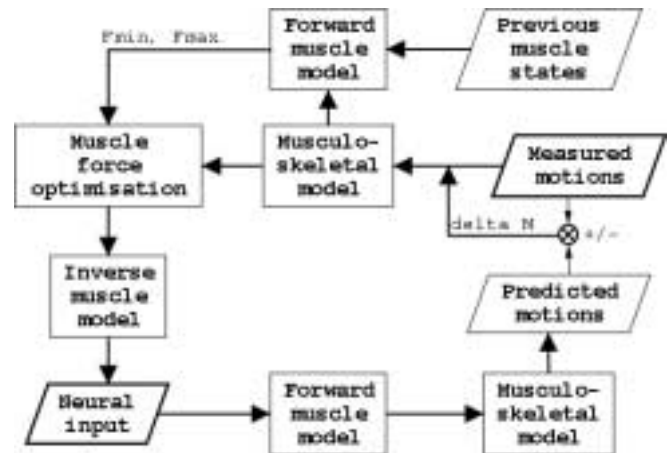 Fmin, Fmax
Forward
muscle
model
Previous
muscle
states
Muscle
force
optimisation
Musculo-
skeletal
model
Measured
motions
delta M
+/-
Inverse
muscle
model
Predicted
motions
Neural
input
Forward
muscle
model
Musculo-
skeletal
model